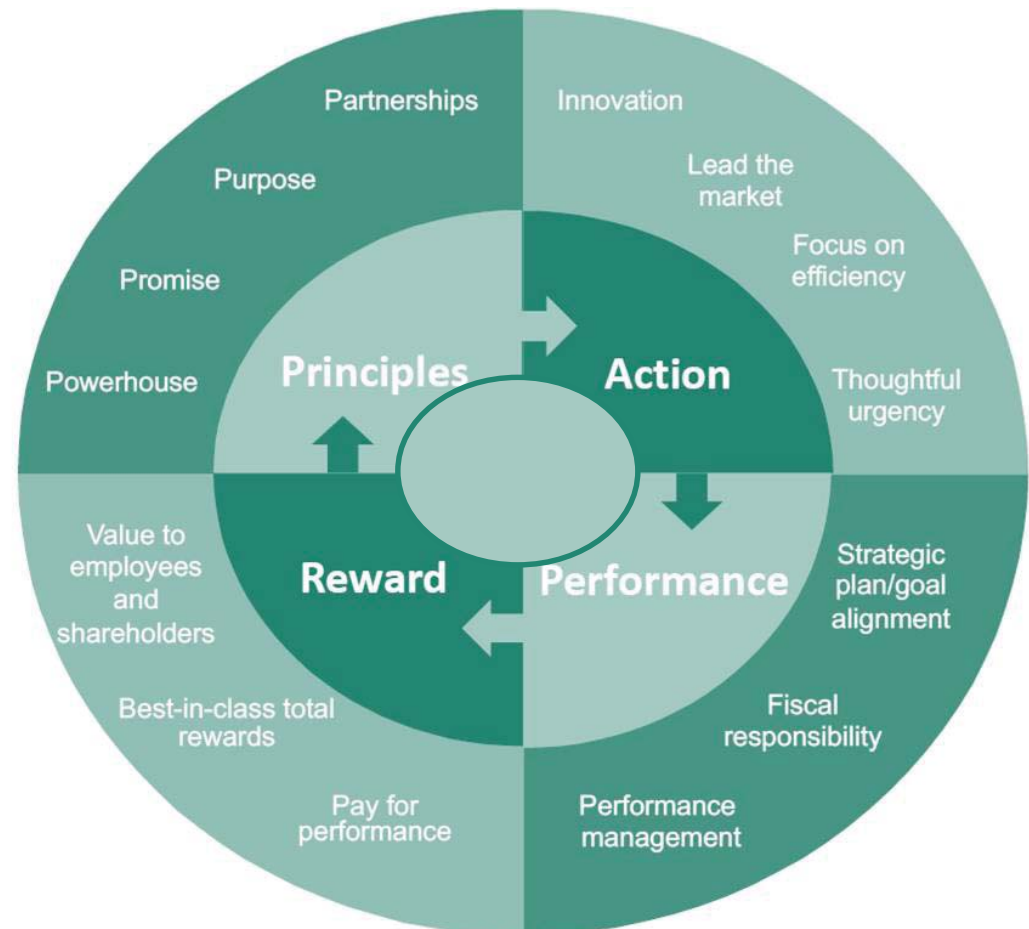 Partnerships
Purpose
Promise
Powerhouse
Principles
Innovation
Lead the
market
Focus on
efficiency
Thoughtful
urgency
Action
Strategic
plan/goal
alignment
Fiscal
responsibility
Performance
management
Performance
Value to
employees
and
shareholders
Best-in-class total
rewards
Pay for
performance
Reward